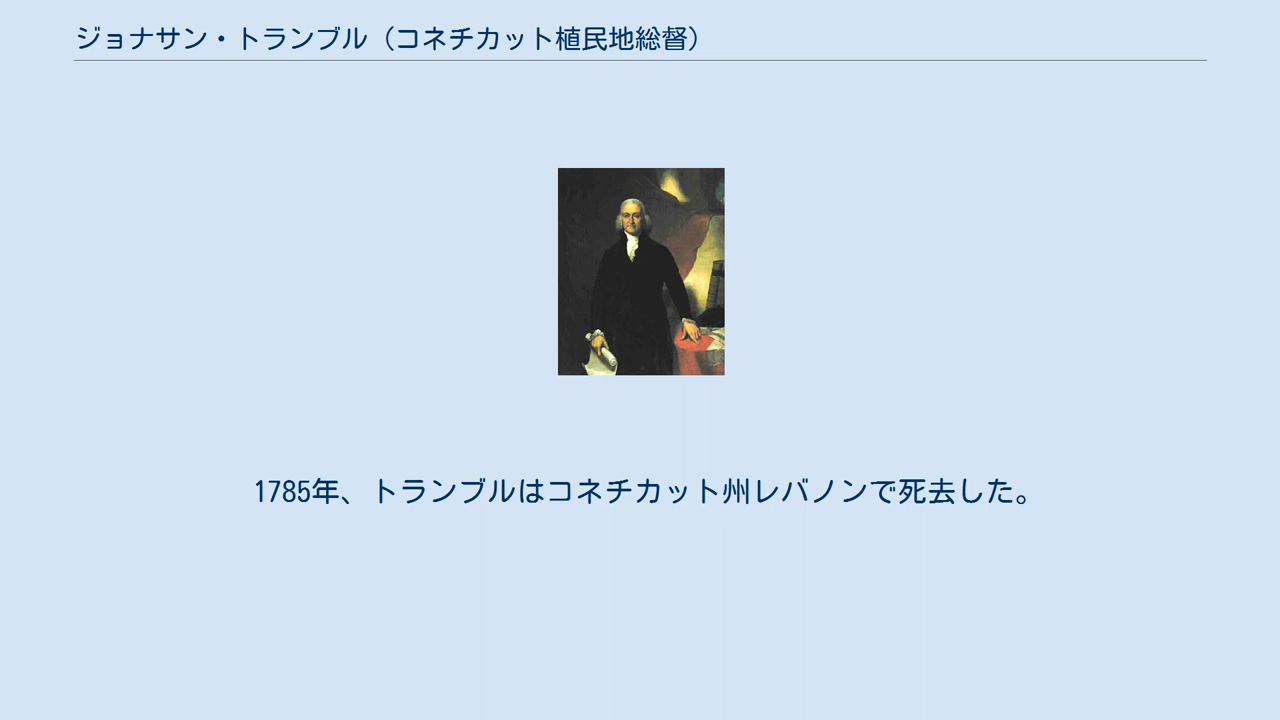 ジョナサン・トランブル（コネチカット植民地総督）
1785年、トランブルはコネチカット州レバノンで死去した。